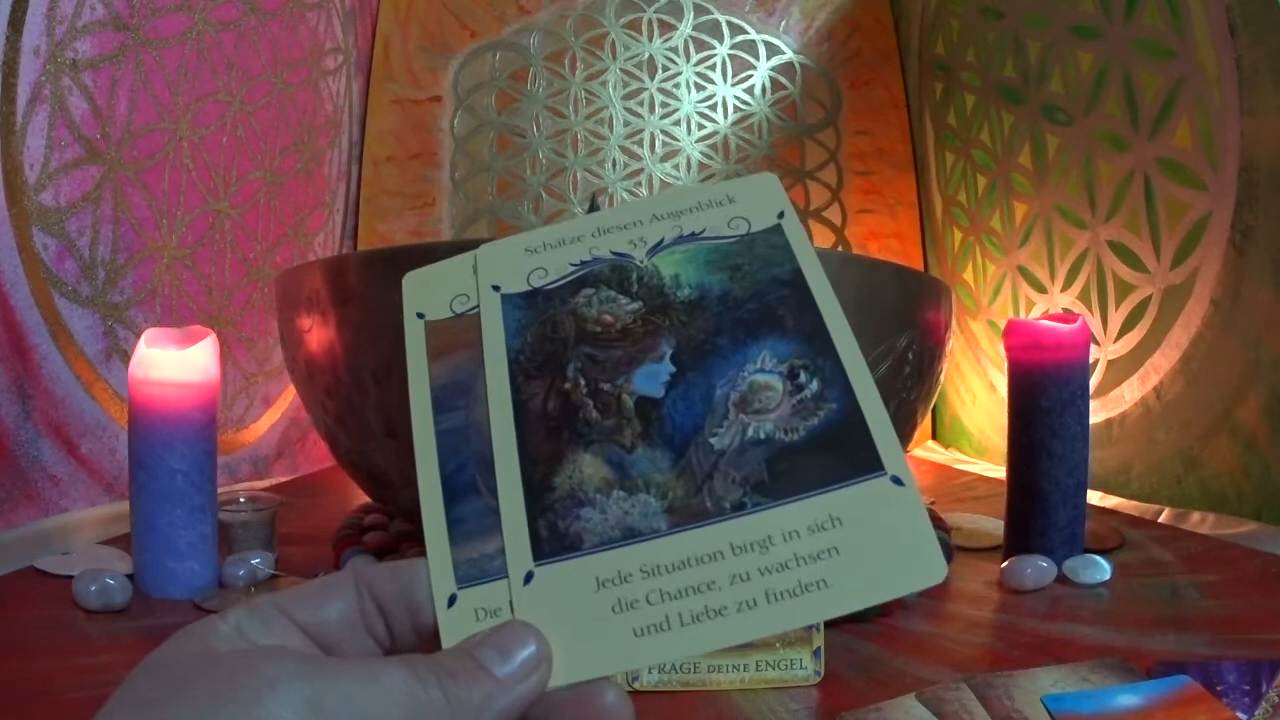 Schätze diesen Augenblick
33
Jede Situation birgt in sich
die Chance, zu wachsen
und Liebe zu finden.
Die
FRAGE DEINE ENGEL